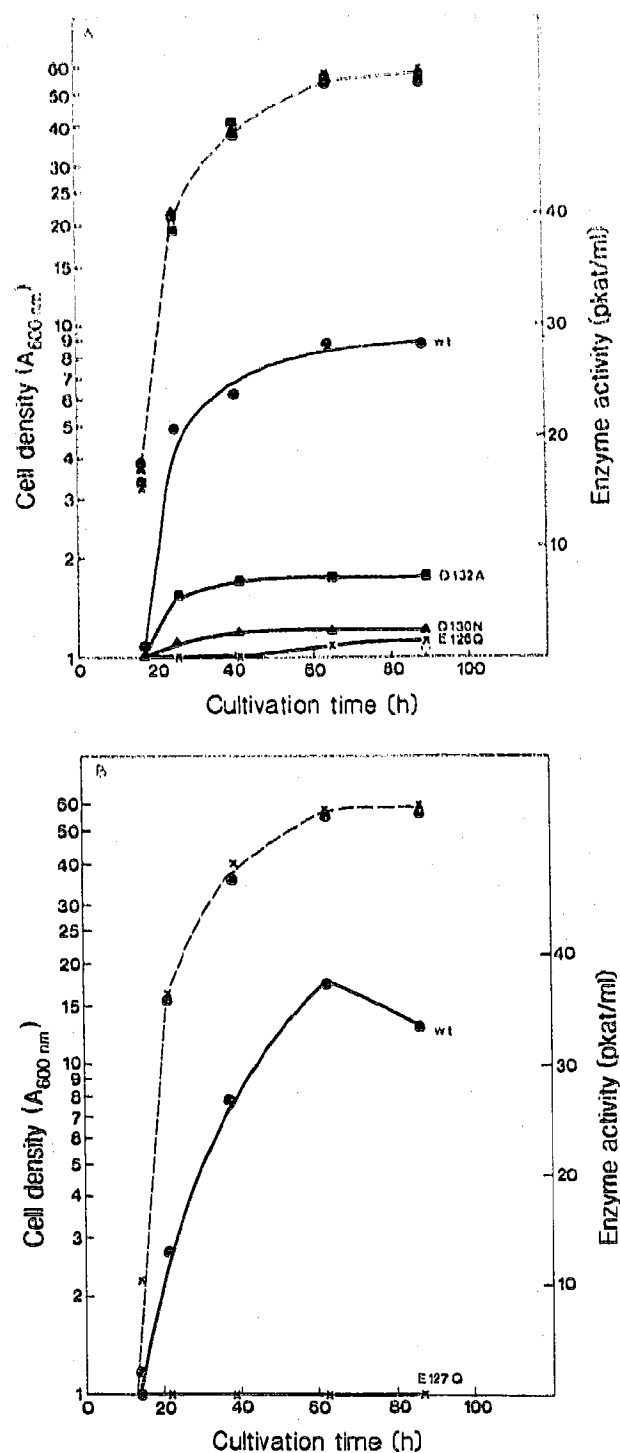 A
60
50
40
30
20
15
10
9
8
7
6
5
4
3
2
1
Cell density (A600 nm)
40
30
20
10
Enzyme activity (pkat/ml)
wt
D132A
D130N
E126Q
0 20 40 60 80 100
Cultivation time (h)
B
60
50
40
30
20
15
10
9
8
7
6
5
4
3
2
1
Cell density (A600 nm)
40
30
20
10
Enzyme activity (pkat/ml)
wt
E127Q
0 20 40 60 80 100
Cultivation time (h)